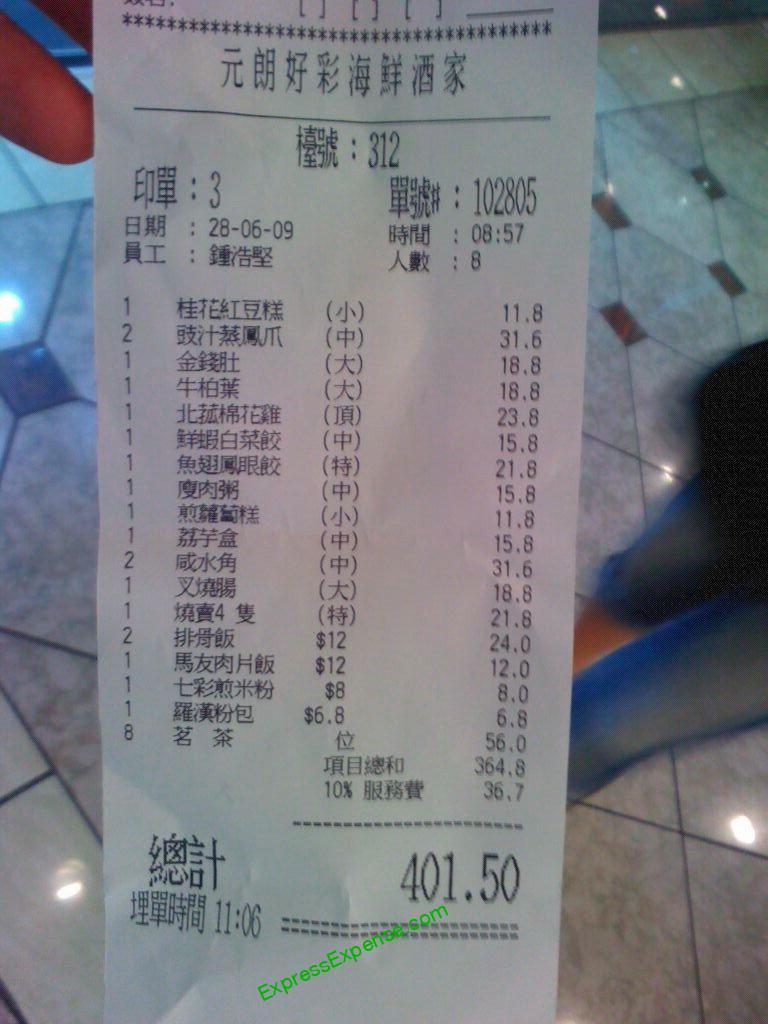 [ ] [ ] [ ]
************************************
元朗好彩海鮮酒家
檯號 : 312
印單 : 3 單號# : 102805
日期 : 28-06-09 時間 : 08:57
員工 : 鍾浩堅 人數 : 8
1 桂花紅豆糕 (小) 11.8
2 豉汁蒸鳳爪 (中) 31.6
1 金錢肚 (大) 18.8
1 牛柏葉 (大) 18.8
1 北菰棉花雞 (頂) 23.8
1 鮮蝦白菜餃 (中) 15.8
1 魚翅鳳眼餃 (特) 21.8
1 廋肉粥 (中) 15.8
1 煎蘿蔔糕 (小) 11.8
1 荔芋盒 (中) 15.8
2 咸水角 (中) 31.6
1 叉燒腸 (大) 18.8
1 燒賣4 隻 (特) 21.8
2 排骨飯 $12 24.0
1 馬友肉片飯 $12 12.0
1 七彩煎米粉 $8 8.0
1 羅漢粉包 $6.8 6.8
8 茗 茶 位 56.0
項目總和 364.8
10% 服務費 36.7
總計 401.50
埋單時間 11:06
ExpressExpense.com